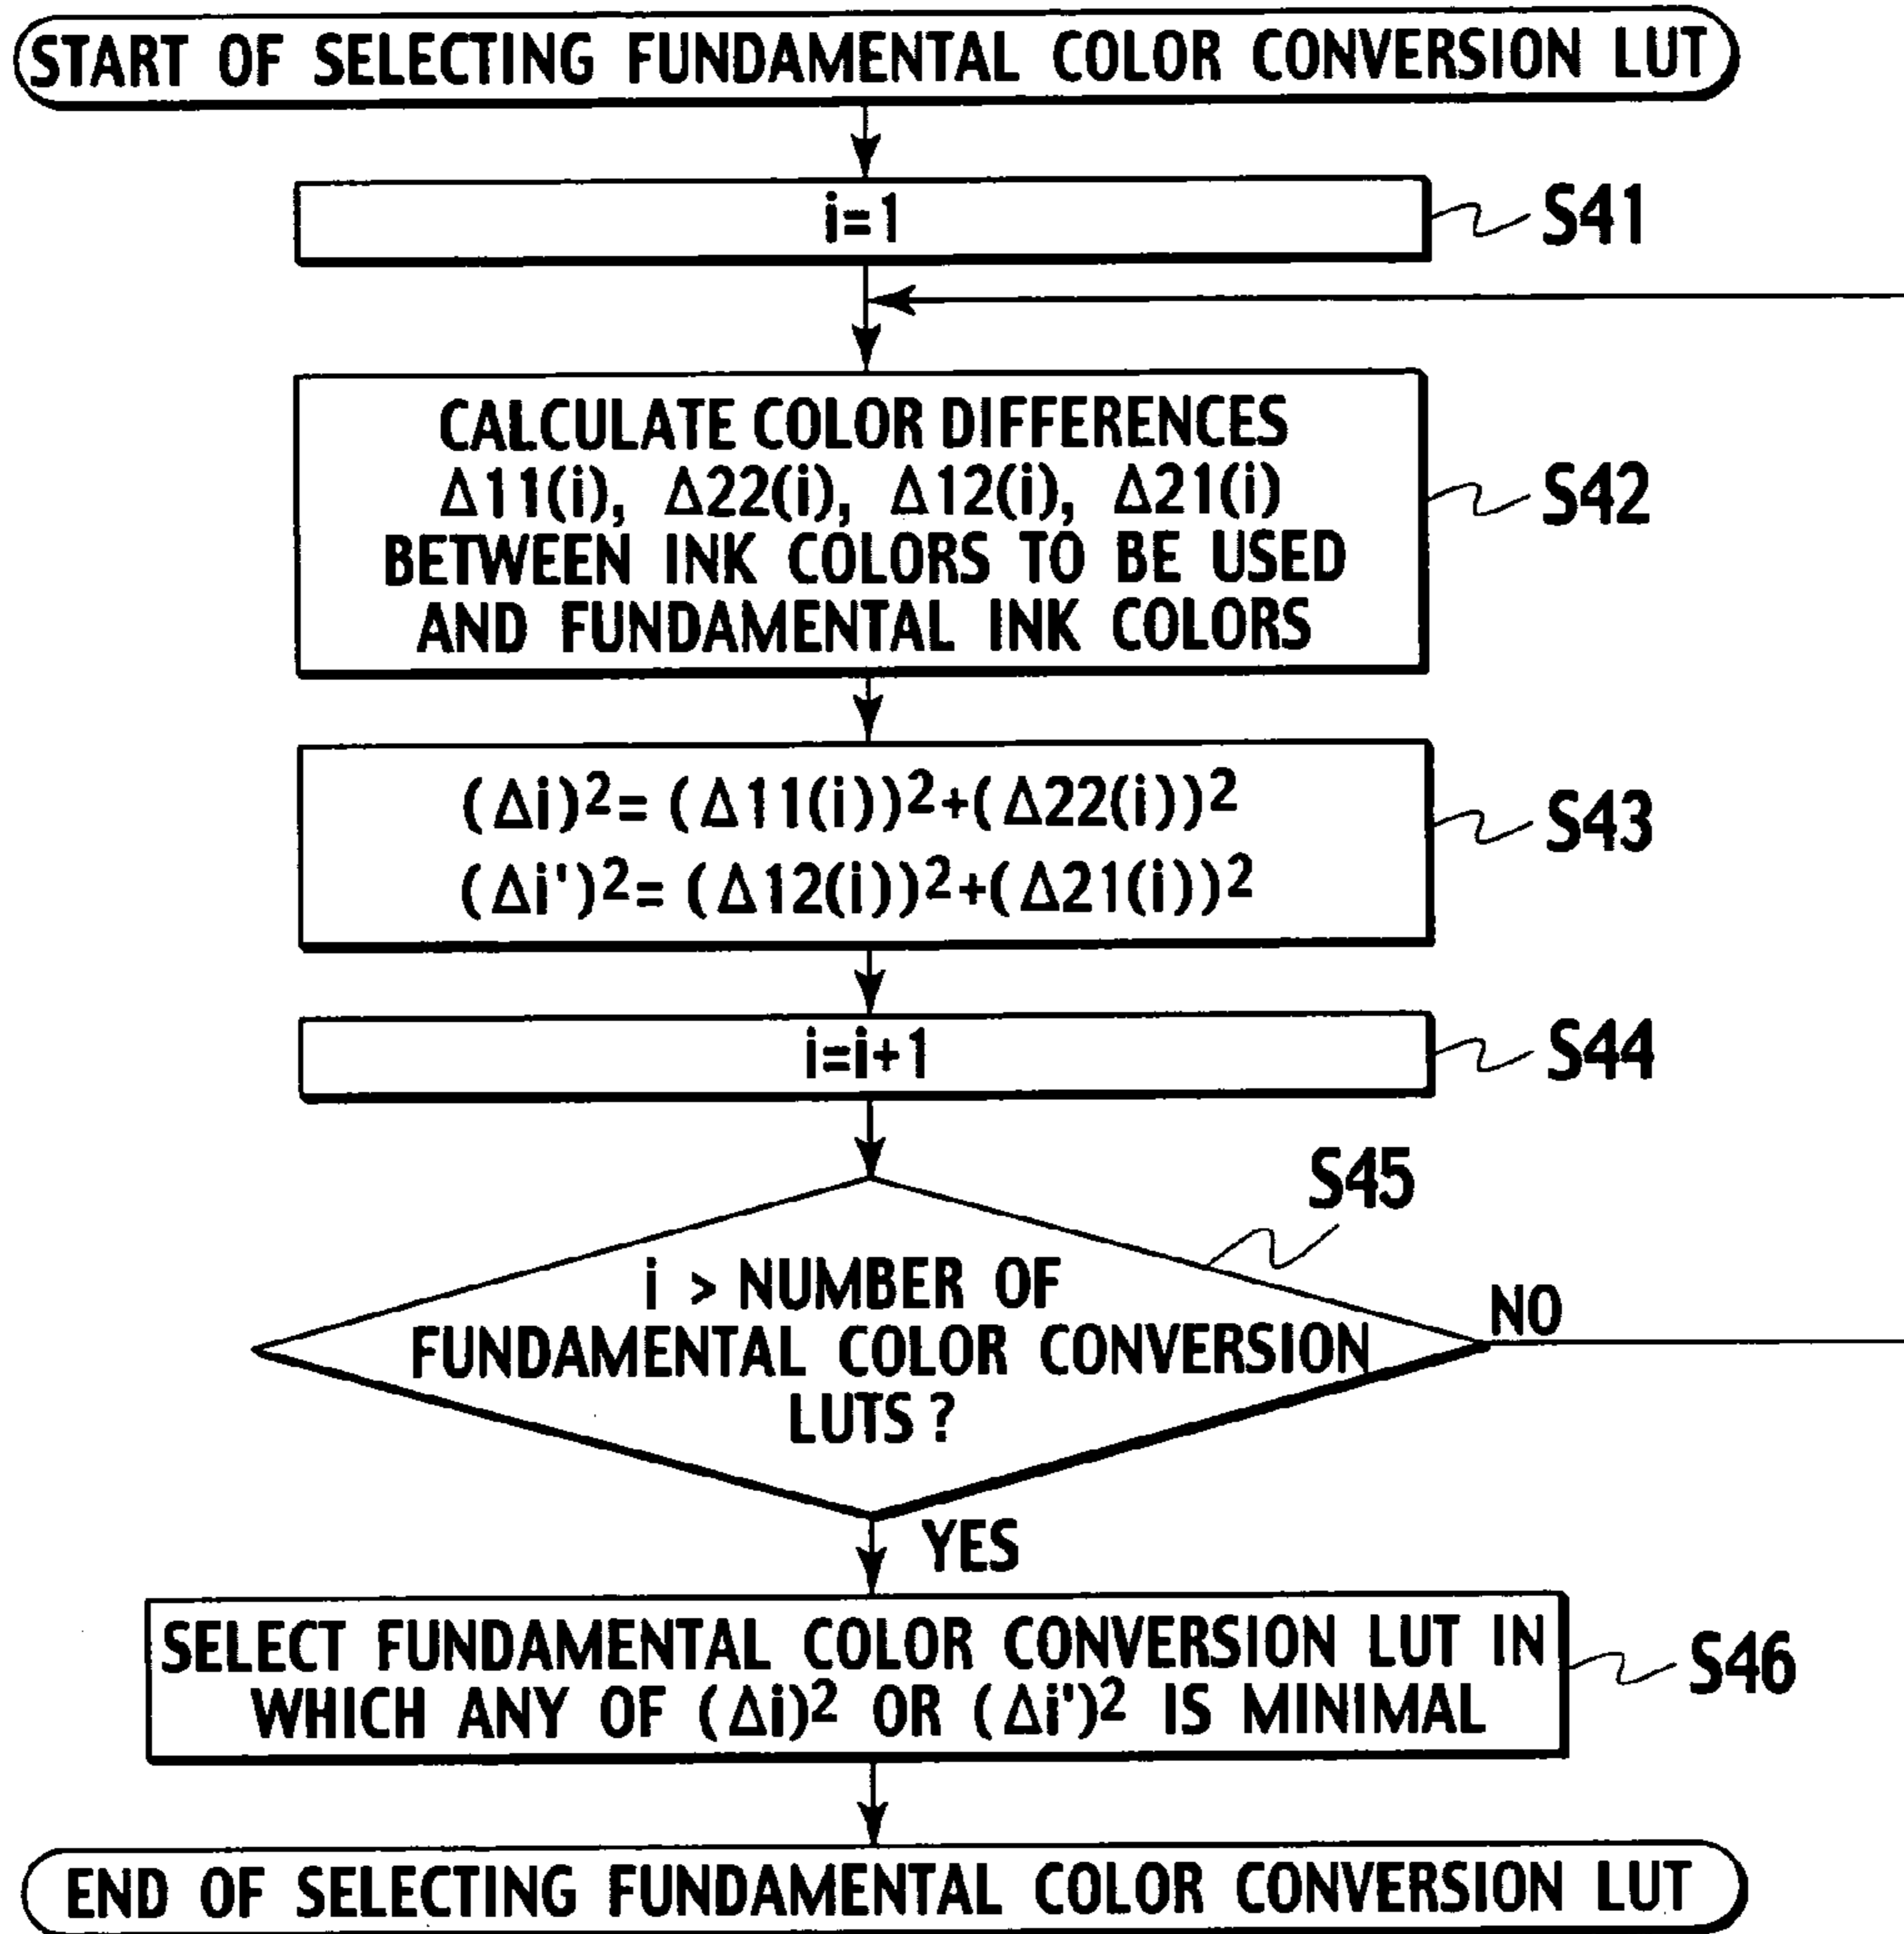 START OF SELECTING FUNDAMENTAL COLOR CONVERSION LUT
i=1
S41
CALCULATE COLOR DIFFERENCES
Δ11(i), Δ22(i), Δ12(i), Δ21(i)
BETWEEN INK COLORS TO BE USED
AND FUNDAMENTAL INK COLORS
S42
(Δi)²= (Δ11(i))²+(Δ22(i))²
(Δi')²= (Δ12(i))²+(Δ21(i))²
S43
i=i+1
S44
S45
i > NUMBER OF
FUNDAMENTAL COLOR CONVERSION
LUTS ?
NO
YES
SELECT FUNDAMENTAL COLOR CONVERSION LUT IN
WHICH ANY OF (Δi)² OR (Δi')² IS MINIMAL
S46
END OF SELECTING FUNDAMENTAL COLOR CONVERSION LUT